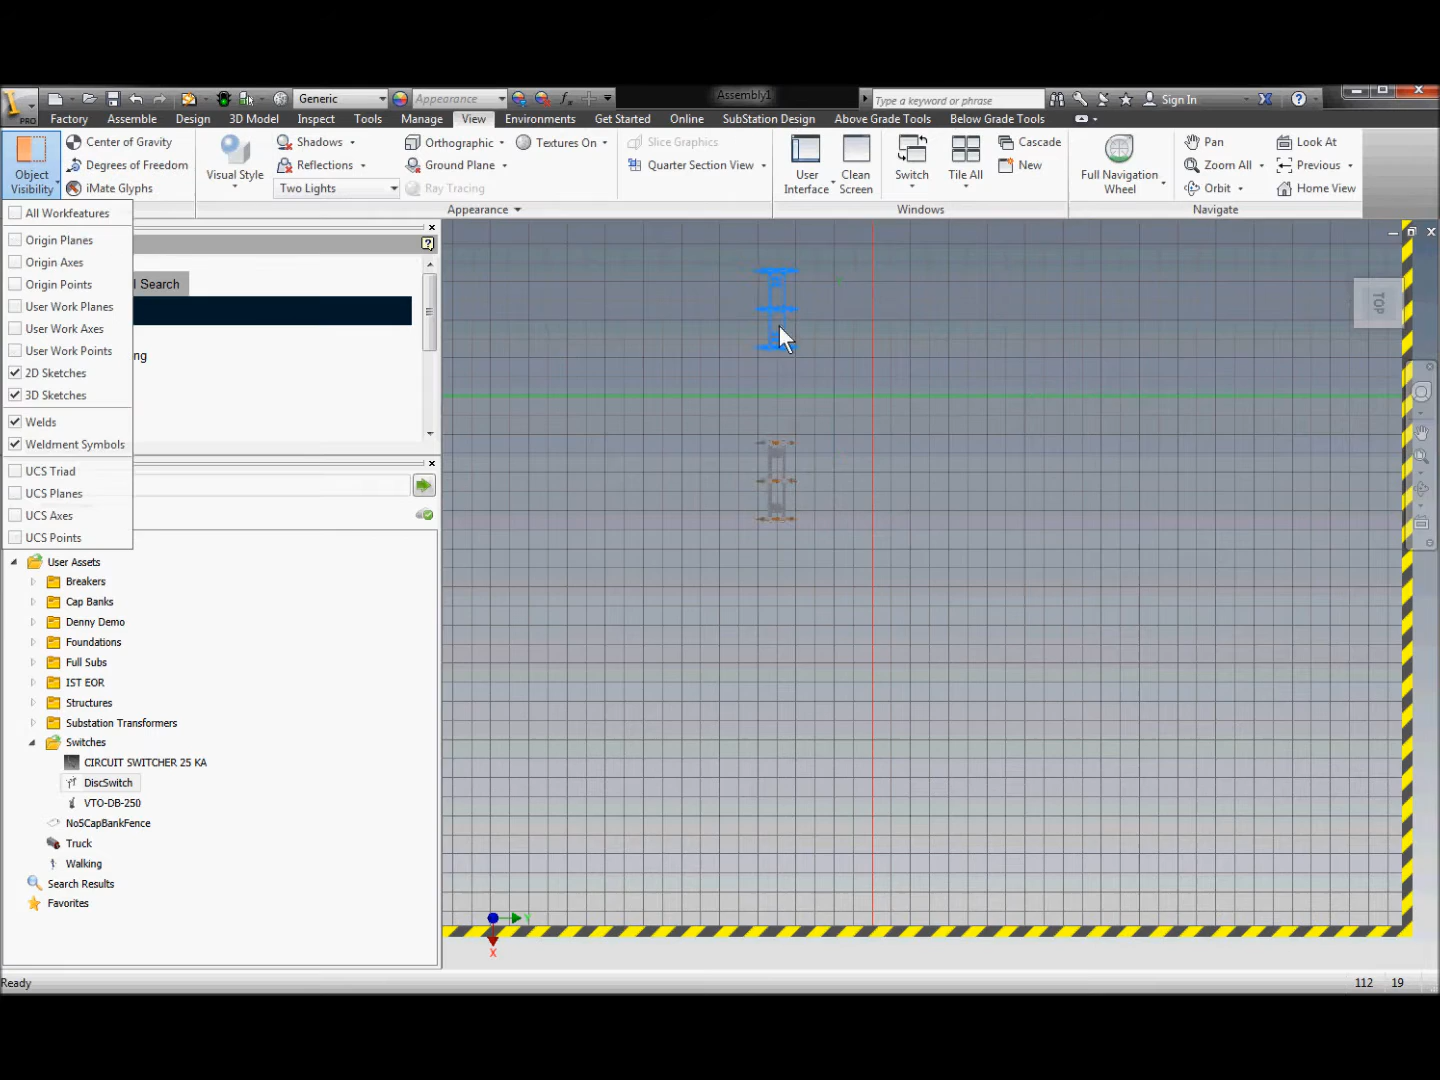 Generic
Appearance
Assembly1
Type a keyword or phrase
Sign In
PRO
Factory
Assemble
Design
3D Model
Inspect
Tools
Manage
View
Environments
Get Started
Online
SubStation Design
Above Grade Tools
Below Grade Tools
Object Visibility
Center of Gravity
Degrees of Freedom
iMate Glyphs
Visual Style
Shadows
Reflections
Two Lights
Orthographic
Ground Plane
Ray Tracing
Textures On
Slice Graphics
Quarter Section View
User Interface
Clean Screen
Switch
Tile All
Cascade
New
Full Navigation Wheel
Pan
Zoom All
Orbit
Look At
Previous
Home View
Appearance
Windows
Navigate
All Workfeatures
Origin Planes
Origin Axes
Origin Points
User Work Planes
User Work Axes
User Work Points
2D Sketches
3D Sketches
Welds
Weldment Symbols
UCS Triad
UCS Planes
UCS Axes
UCS Points
l Search
ng
User Assets
Breakers
Cap Banks
Denny Demo
Foundations
Full Subs
IST EOR
Structures
Substation Transformers
Switches
CIRCUIT SWITCHER 25 KA
DiscSwitch
VTO-DB-250
No5CapBankFence
Truck
Walking
Search Results
Favorites
TOP
Y
X
Ready
112 19